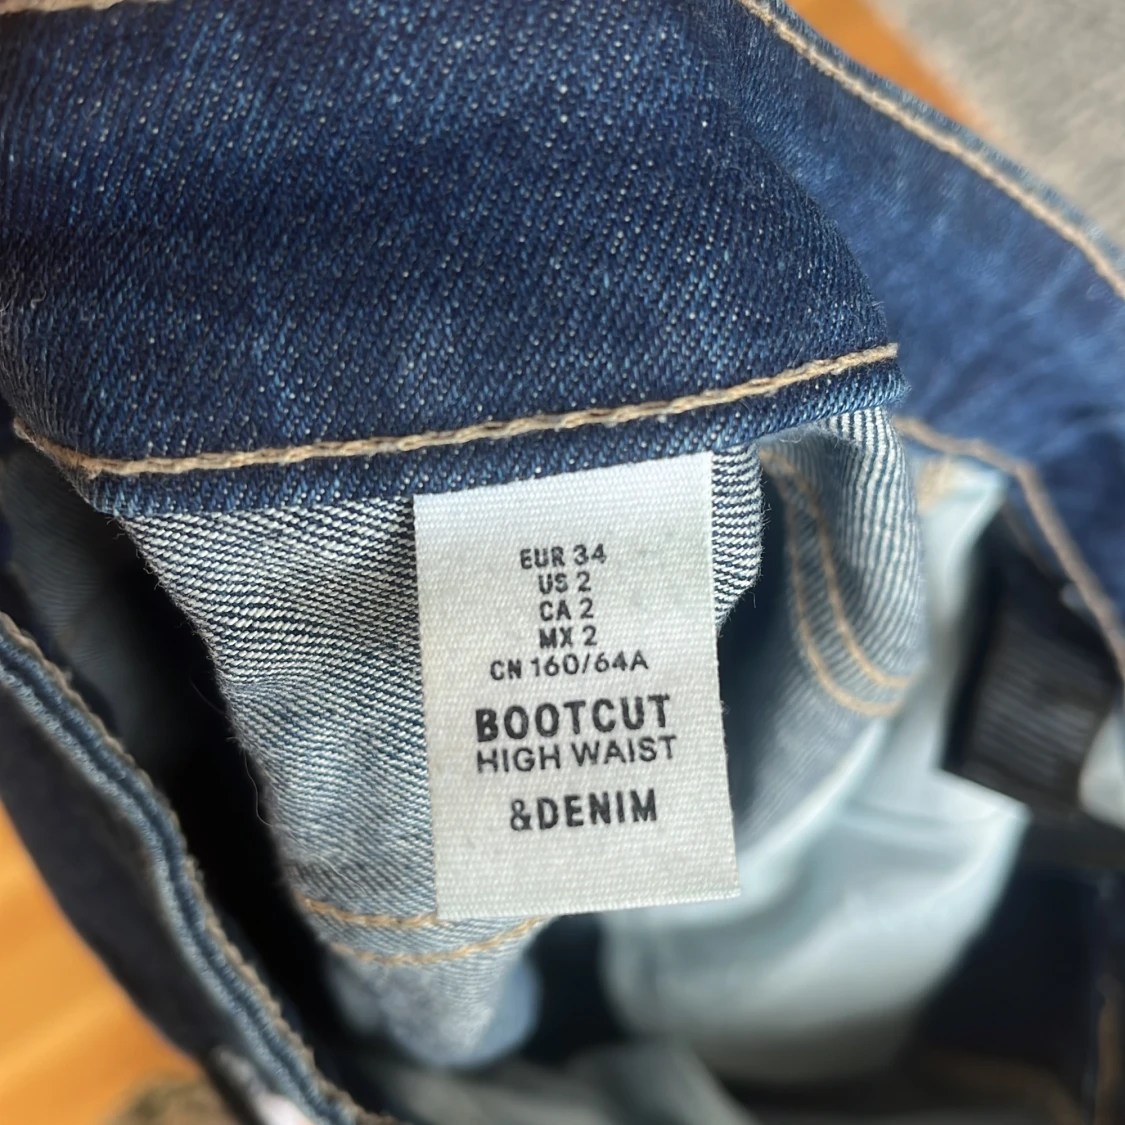 EUR 34
US 2
CA 2
MX 2
CN 160/64A
BOOTCUT
HIGH WAIST
&DENIM